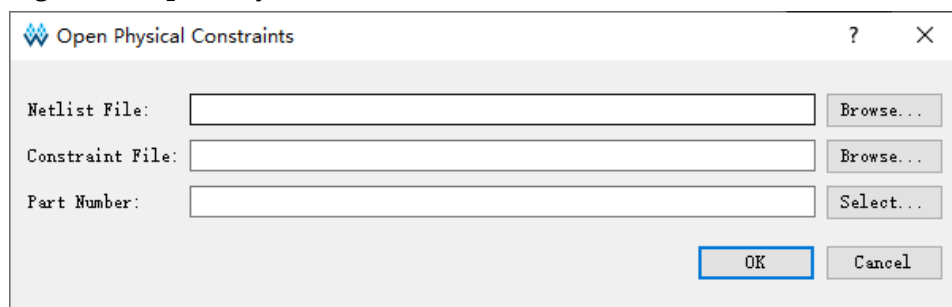 Open Physical Constraints ?
Netlist File: Browse...
Constraint File: Browse...
Part Number: Select...
OK Cancel